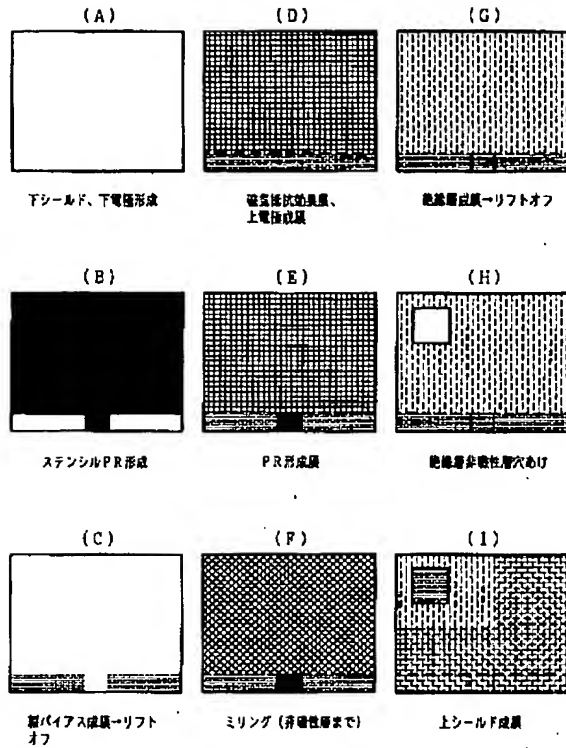 (A)
下シールド、下電極形成
(B)
ステンシルPR形成
(C)
縦バイアス成膜→リフト
オフ
(D)
磁気抵抗効果膜、
上電極成膜
(E)
PR形成膜
(F)
ミリング(非磁性層まで)
(G)
絶縁層成膜→リフトオフ
(H)
絶縁層非磁性層穴あけ
(I)
上シールド成膜